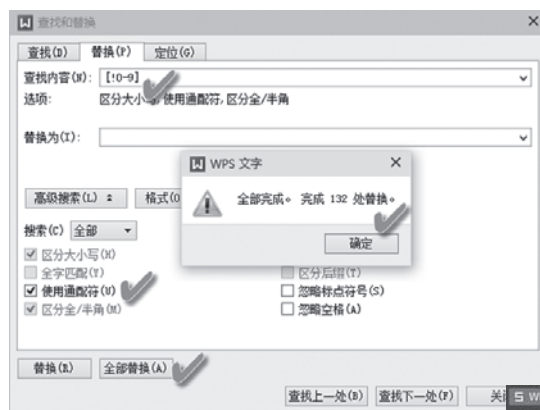 查找和替换
查找(D) 替换(P) 定位(G)
查找内容(N): [!0-9]
选项: 区分大小写, 使用通配符, 区分全/半角
替换为(I):
WPS 文字
全部完成。 完成 132 处替换。
确定
高级搜索(L) 格式(O
搜索(C) 全部
区分大小写(X)
全字匹配(Y)
使用通配符(U)
区分全/半角(M)
区分后缀(T)
忽略标点符号(S)
忽略空格(A)
替换(R) 全部替换(A)
查找上一处(B) 查找下一处(F) 关闭